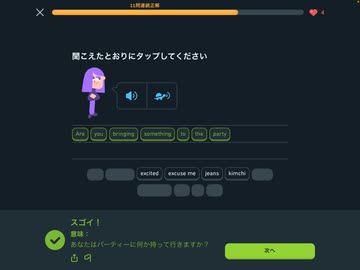 11問連続正解
4
聞こえたとおりにタップしてください
Are you bringing something to the party
excited excuse me jeans kimchi
スゴイ！
意味：
あなたはパーティーに何か持って行きますか？
次へ